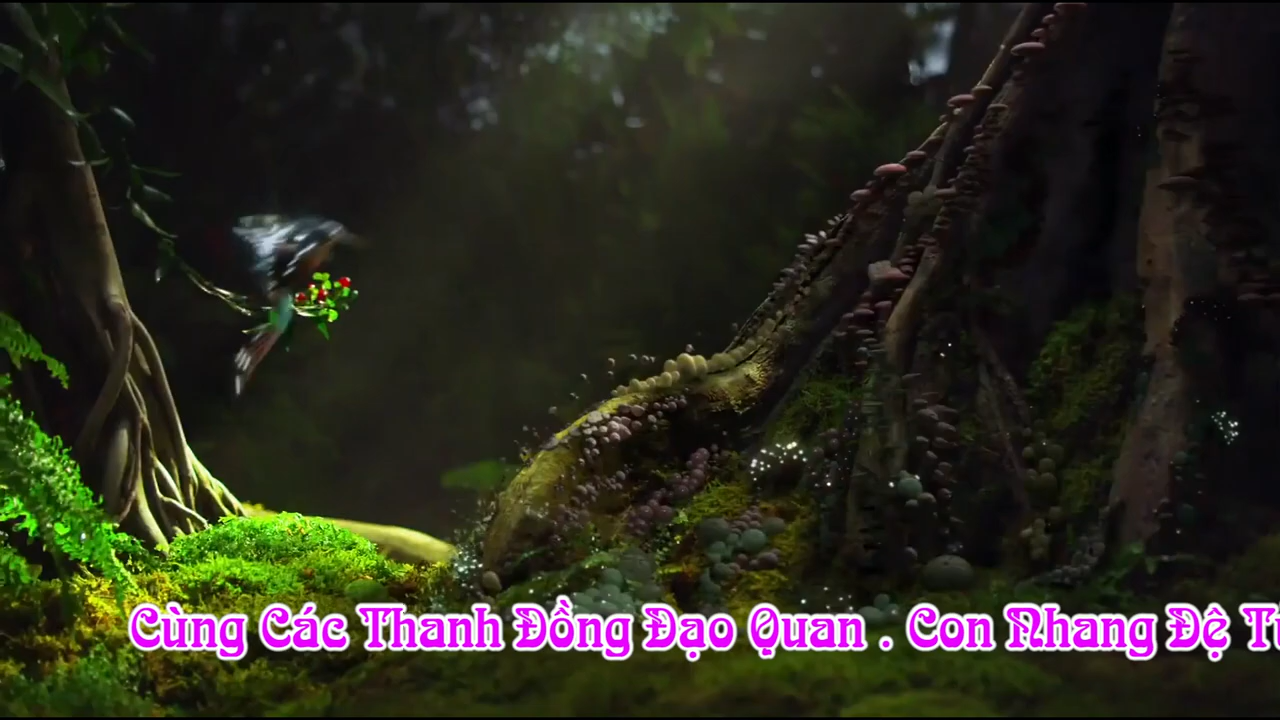 Cùng Các Thanh Đồng Đạo Quan . Con Nhang Đệ